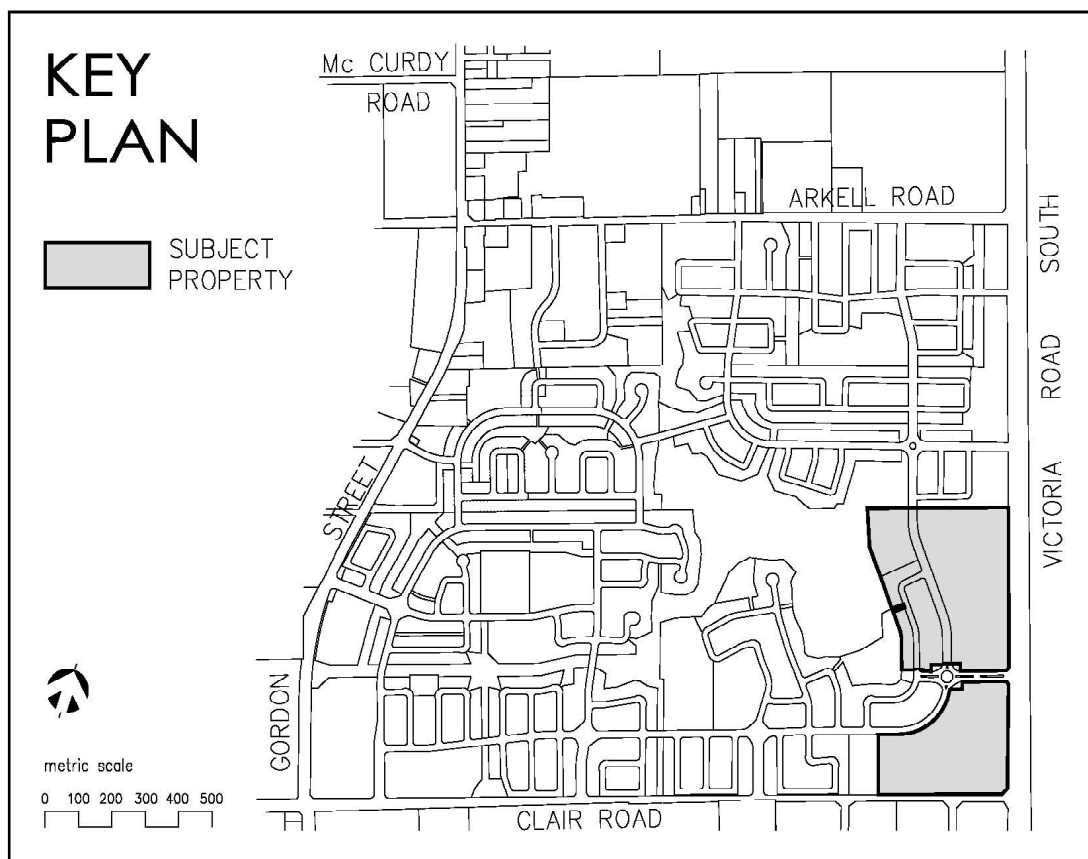 KEY
PLAN
Mc CURDY
ROAD
SUBJECT
PROPERTY
ARKELL ROAD
SOUTH
ROAD
VICTORIA
STREET
GORDON
metric scale
0 100 200 300 400 500
CLAIR ROAD